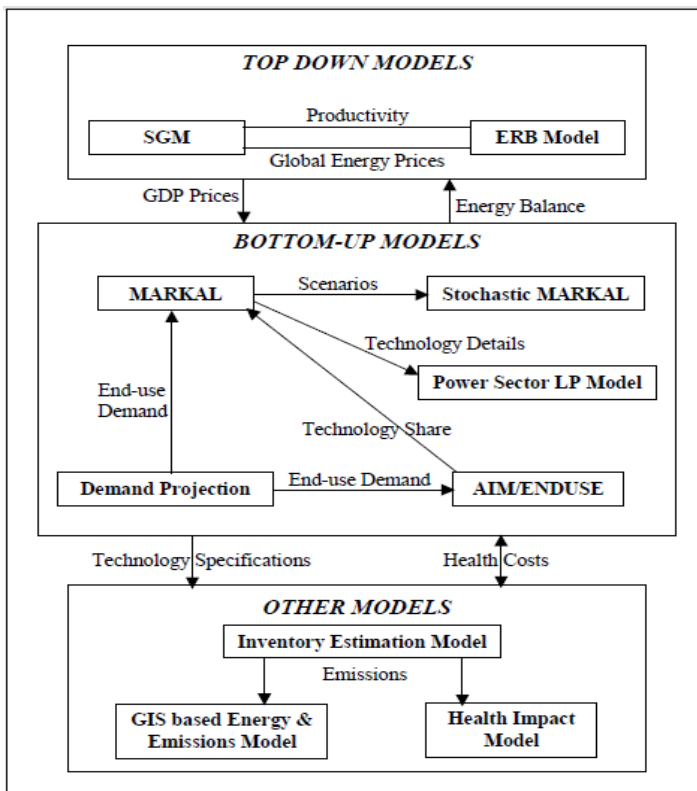 TOP DOWN MODELS
Productivity
SGM
ERB Model
Global Energy Prices
GDP Prices
Energy Balance
BOTTOM-UP MODELS
MARKAL
Scenarios
Stochastic MARKAL
Technology Details
Power Sector LP Model
End-use
Demand
Technology Share
Demand Projection
End-use Demand
AIM/ENDUSE
Technology Specifications
Health Costs
OTHER MODELS
Inventory Estimation Model
Emissions
GIS based Energy &
Emissions Model
Health Impact
Model